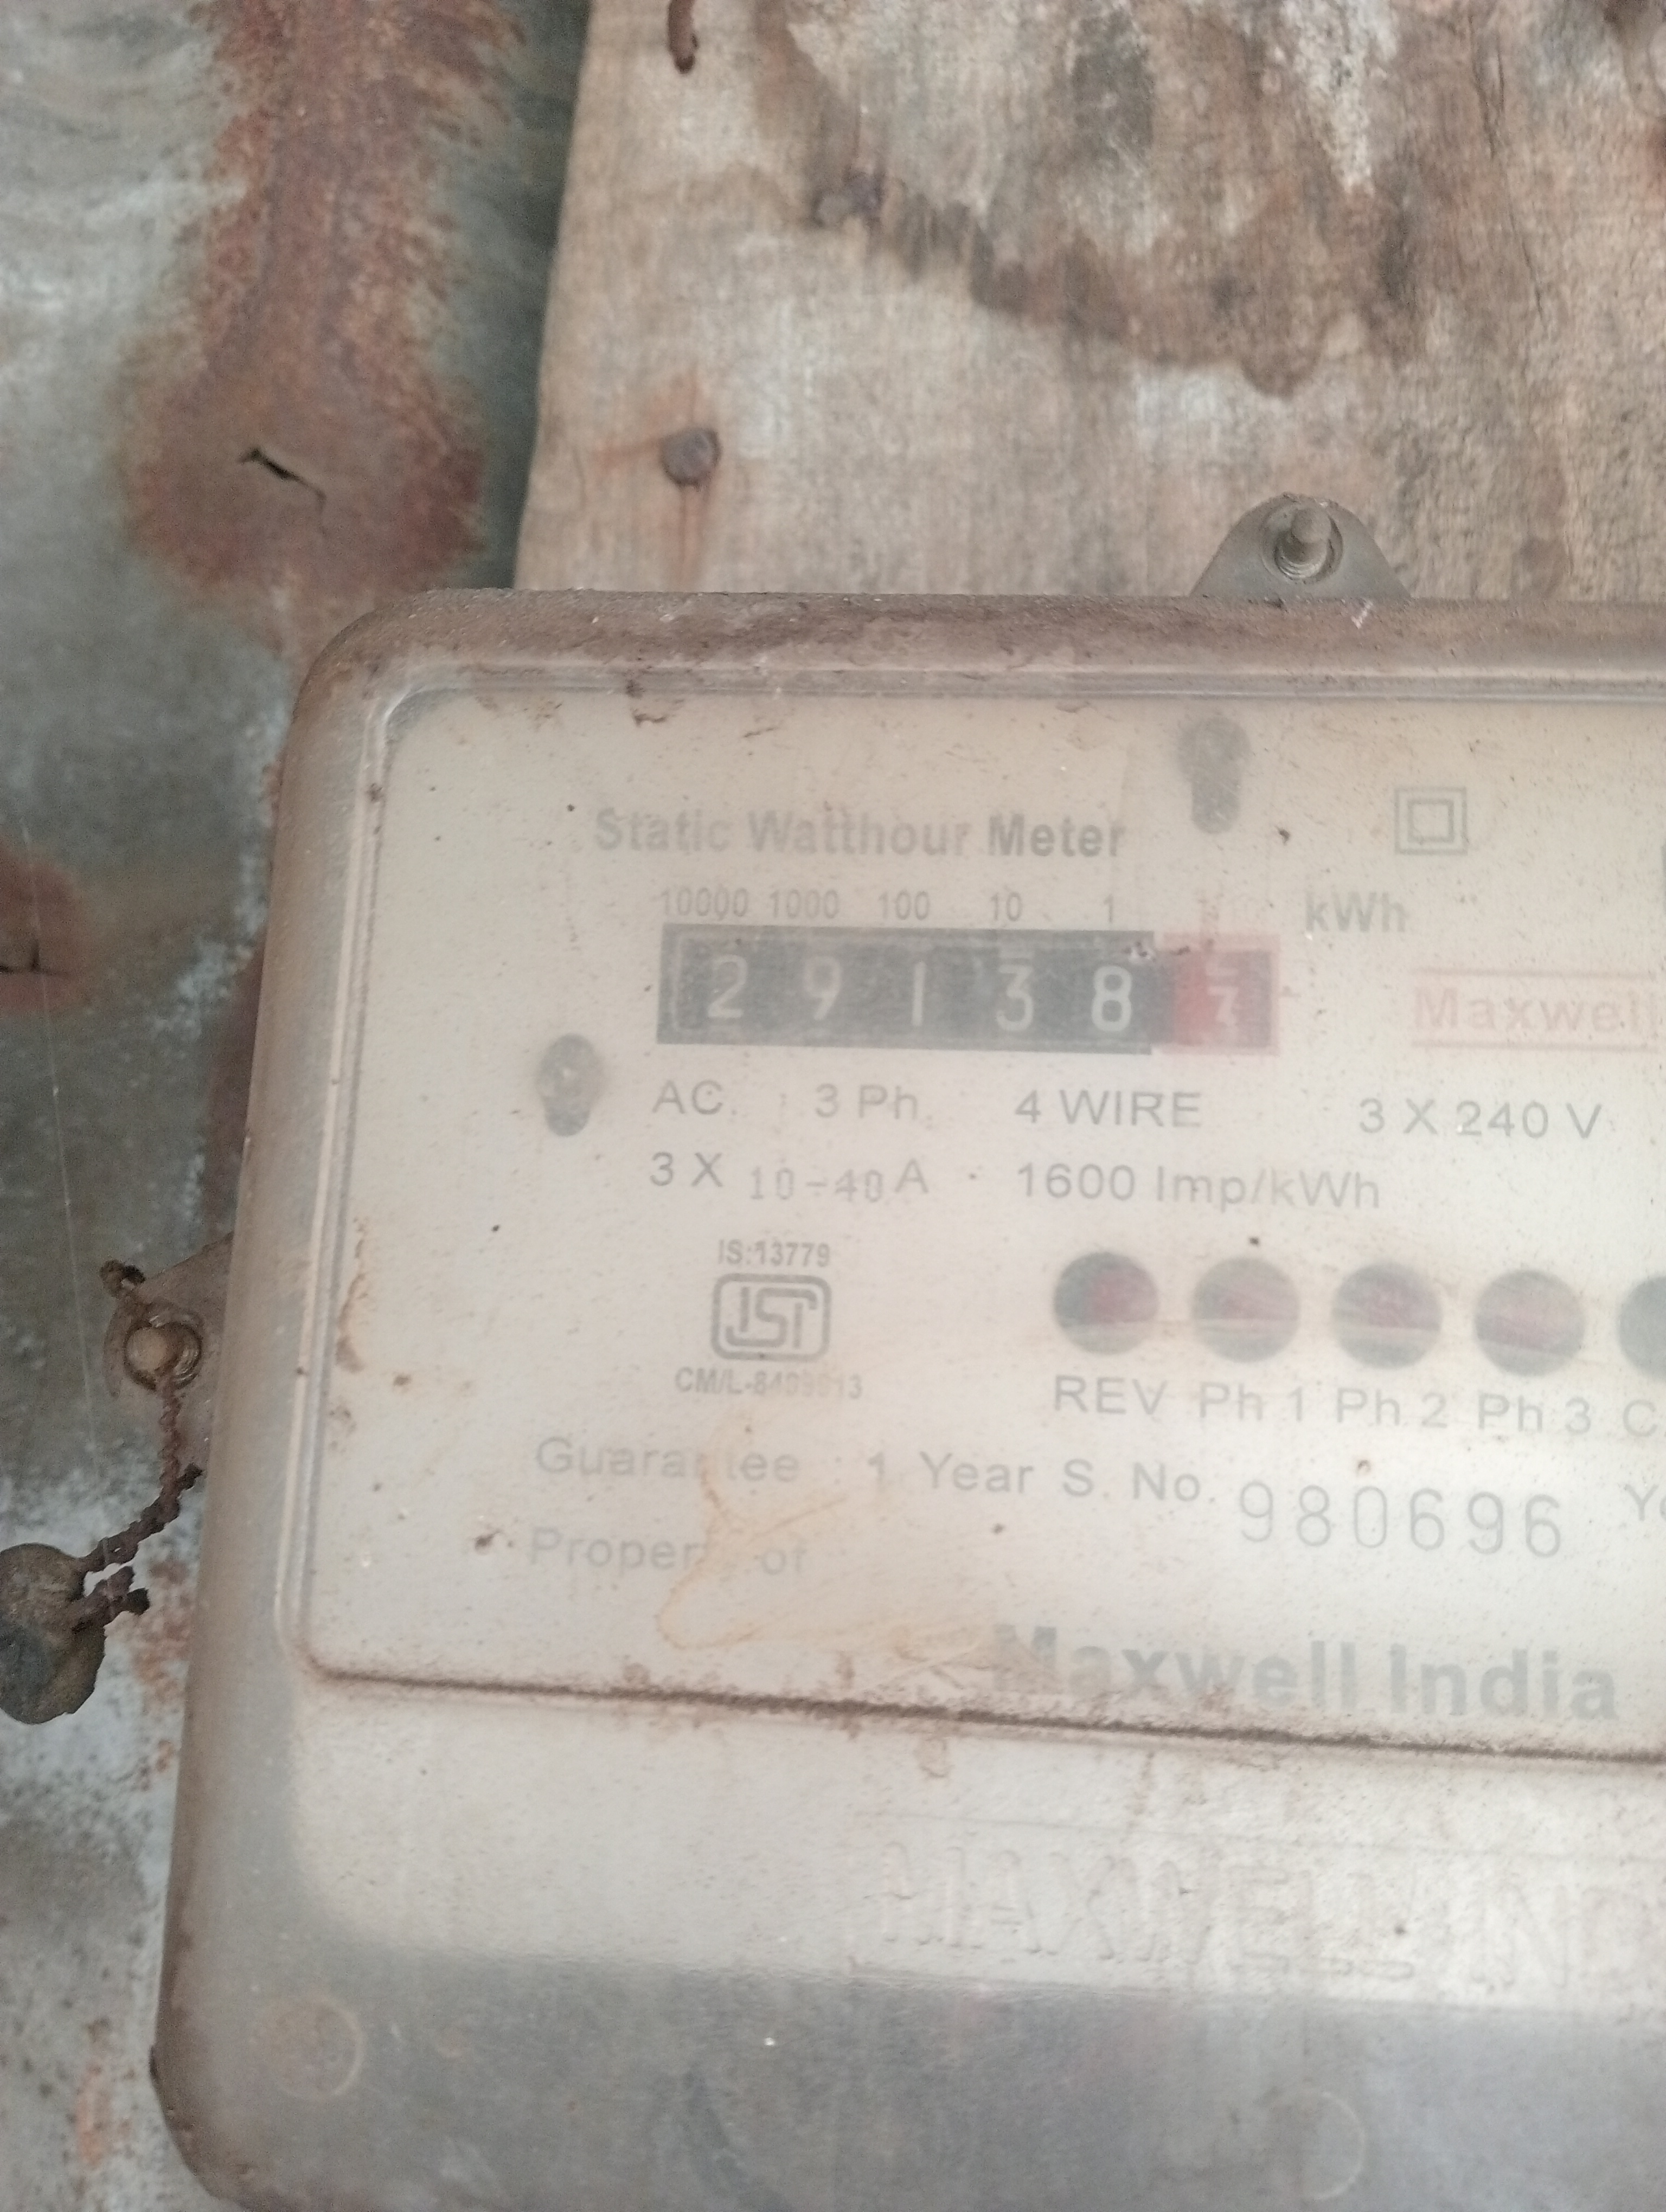 Static Watthour Meter
10000 1000 100 10 1 kWh
2 9 1 3 8
Maxwell
AC. 3 Ph. 4 WIRE 3 X 240 V
3 X 10-40 A 1600 Imp/kWh
IS:13779
ISI
REV Ph 1 Ph 2 Ph 3
Guarantee : 1 Year S. No. 980696
of
Maxwell India
MAXWELL